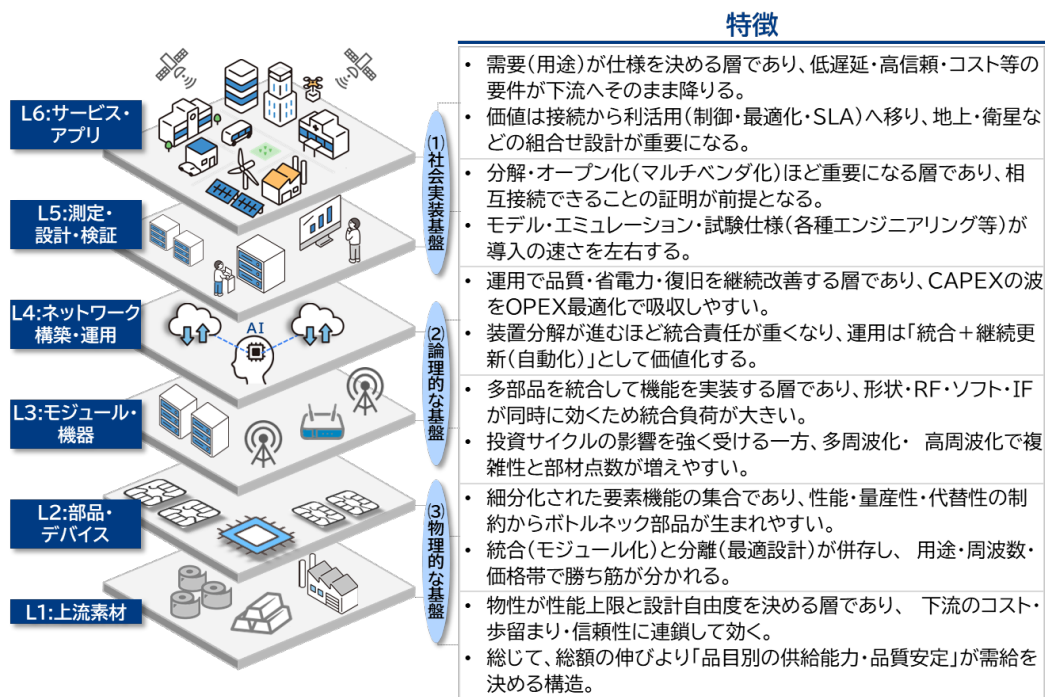 特徴
L6:サービス・
アプリ
L5:測定・
設計・検証
L4:ネットワーク
構築・運用
L3:モジュール・
機器
L2:部品・
デバイス
L1:上流素材
AI
(1)社会実装基盤
(2)論理的な基盤
(3)物理的な基盤
• 需要(用途)が仕様を決める層であり、低遅延・高信頼・コスト等の
要件が下流へそのまま降りる。
• 価値は接続から利活用(制御・最適化・SLA)へ移り、地上・衛星な
どの組合せ設計が重要になる。
• 分解・オープン化(マルチベンダ化)ほど重要になる層であり、相
互接続できることの証明が前提となる。
• モデル・エミュレーション・試験仕様(各種エンジニアリング等)が
導入の速さを左右する。
• 運用で品質・省電力・復旧を継続改善する層であり、CAPEXの波
をOPEX最適化で吸収しやすい。
• 装置分解が進むほど統合責任が重くなり、運用は「統合+継続更
新(自動化)」として価値化する。
• 多部品を統合して機能を実装する層であり、形状・RF・ソフト・IF
が同時に効くため統合負荷が大きい。
• 投資サイクルの影響を強く受ける一方、多周波化・ 高周波化で複
雑性と部材点数が増えやすい。
• 細分化された要素機能の集合であり、性能・量産性・代替性の制
約からボトルネック部品が生まれやすい。
• 統合(モジュール化)と分離(最適設計)が併存し、 用途・周波数・
価格帯で勝ち筋が分かれる。
• 物性が性能上限と設計自由度を決める層であり、 下流のコスト・
歩留まり・信頼性に連鎖して効く。
• 総じて、総額の伸びより「品目別の供給能力・品質安定」が需給を
決める構造。